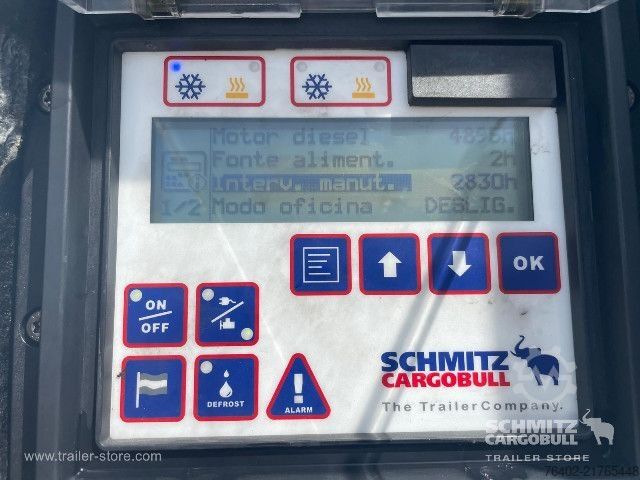 Motor diesel
Fonte aliment. 2h
Interv. manut. 2830h
1/2 Modo oficina DESLIG.
OK
ON
OFF
DEFROST
ALARM
SCHMITZ
CARGOBULL
The TrailerCompany.
SCHMITZ
CARGOBULL
TRAILER STORE
www.trailer-store.com
76402-21765448